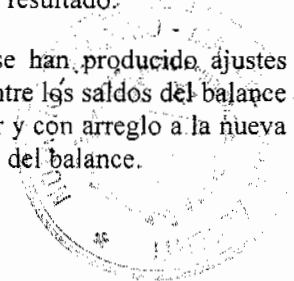 resultado.
se han producido ajustes
entre los saldos del balance
r y con arreglo a la nueva
del balance.